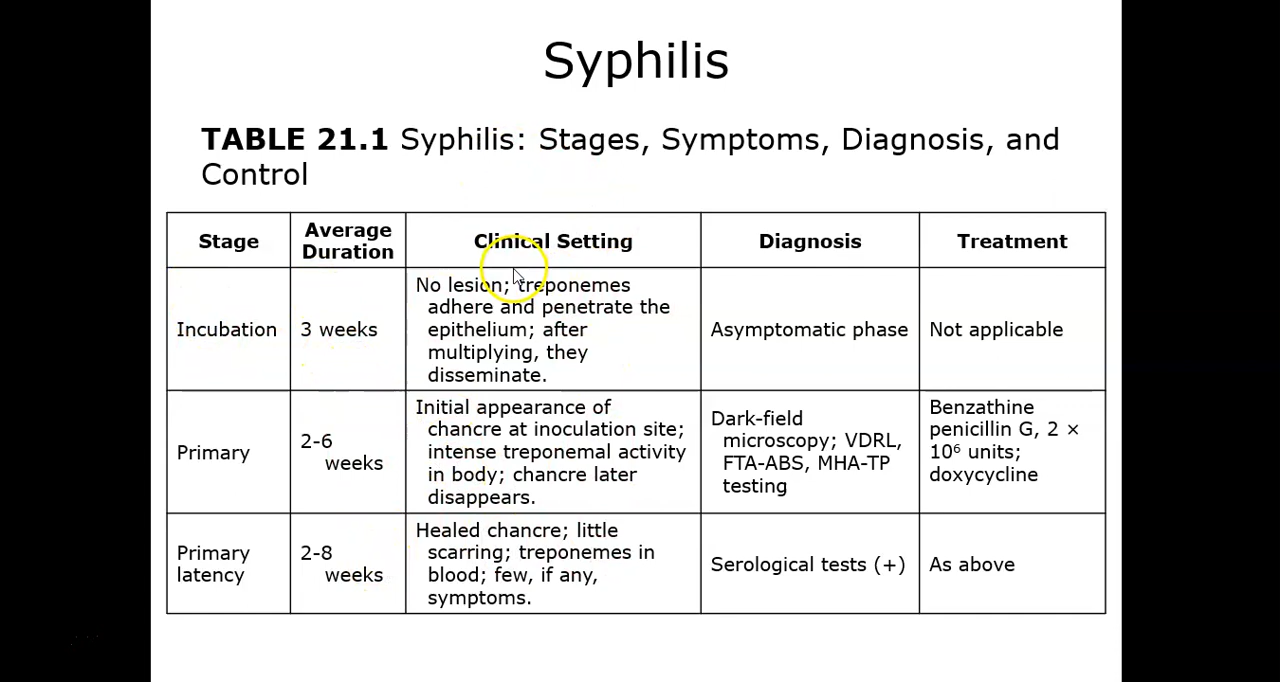 Syphilis
TABLE 21.1 Syphilis: Stages, Symptoms, Diagnosis, and
Control
Stage
Average
Duration
Clinical Setting
Diagnosis
Treatment
Incubation
3 weeks
No lesion; treponemes
adhere and penetrate the
epithelium; after
multiplying, they
disseminate.
Asymptomatic phase
Not applicable
Primary
2-6
weeks
Initial appearance of
chancre at inoculation site;
intense treponemal activity
in body; chancre later
disappears.
Dark-field
microscopy; VDRL,
FTA-ABS, MHA-TP
testing
Benzathine
penicillin G, 2 ×
10⁶ units;
doxycycline
Primary
latency
2-8
weeks
Healed chancre; little
scarring; treponemes in
blood; few, if any,
symptoms.
Serological tests (+)
As above